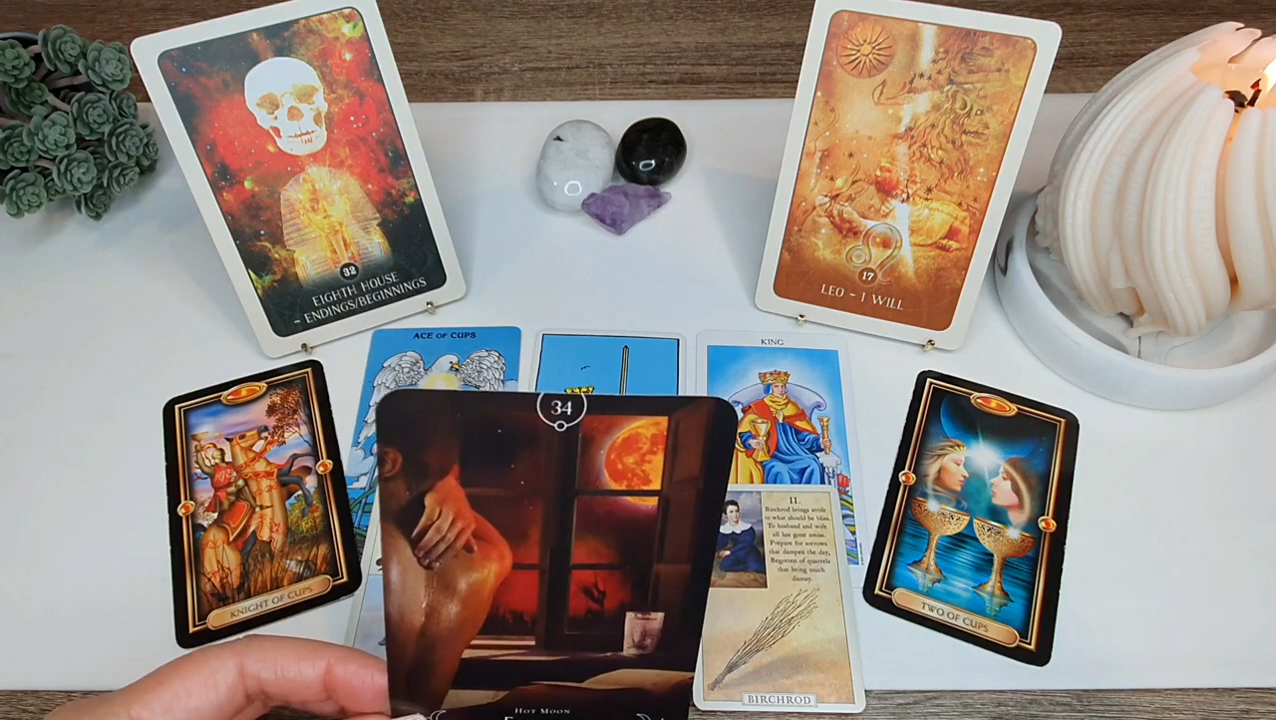 32
EIGHTH HOUSE
~ ENDINGS/BEGINNINGS
17
LEO ~ I WILL
ACE OF CUPS
KING
34
HOT MOON
KNIGHT OF CUPS
11.
Birchrod brings strife
to what should be bliss.
To husband and wife
all has gone amiss.
Prepare for sorrows
that dampen the day,
Begotten of quarrels
that bring much
dismay.
BIRCHROD
TWO OF CUPS